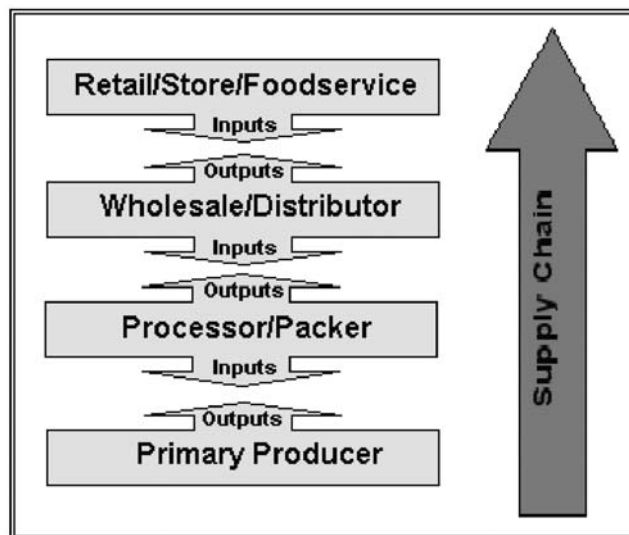 Retail/Store/Foodservice
Inputs
Outputs
Wholesale/Distributor
Inputs
Outputs
Processor/Packer
Inputs
Outputs
Primary Producer
Supply Chain